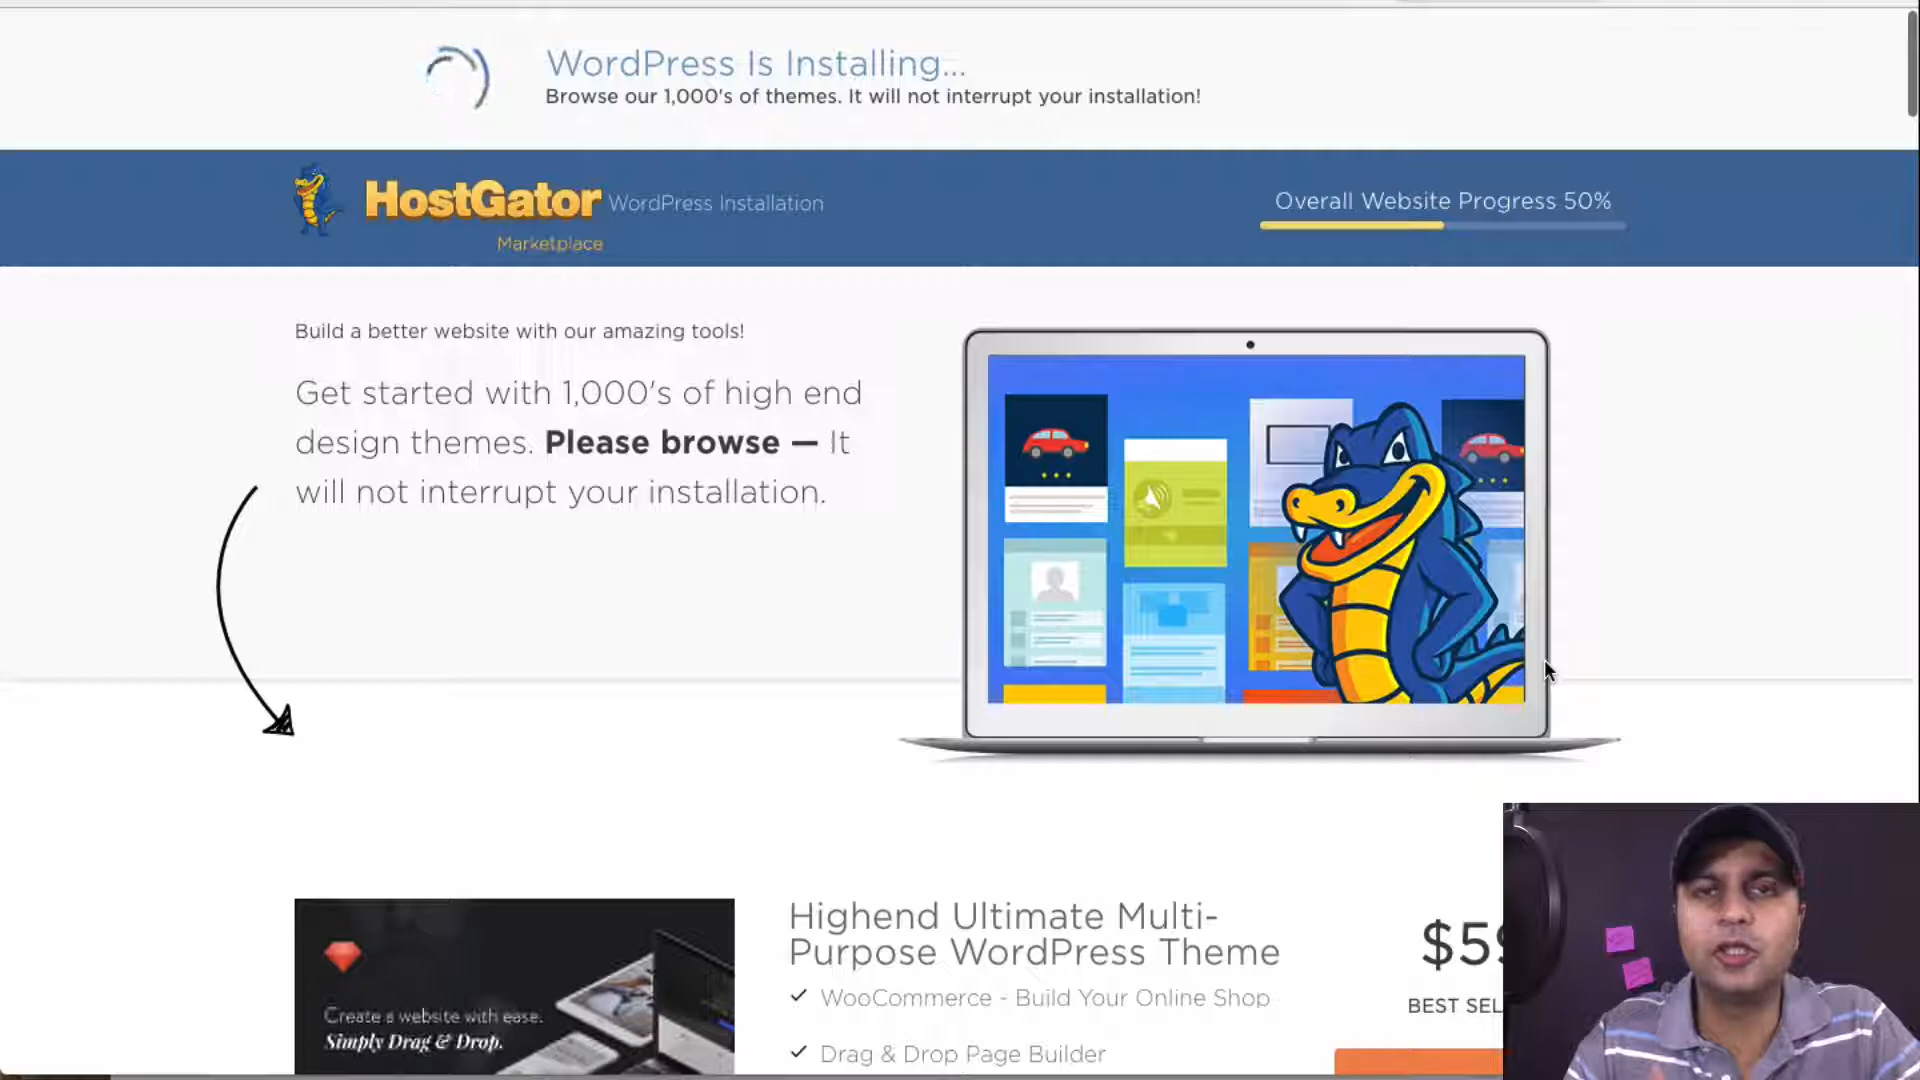 WordPress Is Installing...
Browse our 1,000's of themes. It will not interrupt your installation!
HostGator WordPress Installation
Marketplace
Overall Website Progress 50%
Build a better website with our amazing tools!
Get started with 1,000's of high end
design themes. Please browse — It
will not interrupt your installation.
Highend Ultimate Multi-
Purpose WordPress Theme
WooCommerce - Build Your Online Shop
Drag & Drop Page Builder
Create a website with ease.
Simply Drag & Drop.
BEST